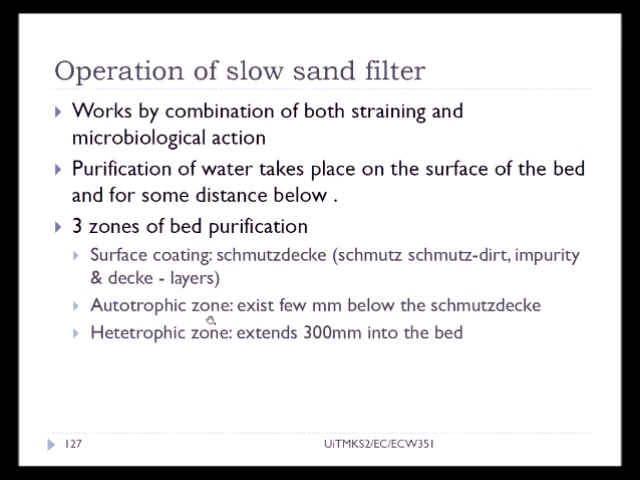 Operation of slow sand filter
Works by combination of both straining and
microbiological action
Purification of water takes place on the surface of the bed
and for some distance below .
3 zones of bed purification
Surface coating: schmutzdecke (schmutz schmutz-dirt, impurity
& decke - layers)
Autotrophic zone: exist few mm below the schmutzdecke
Hetetrophic zone: extends 300mm into the bed
127
UiTMKS2/EC/ECW351